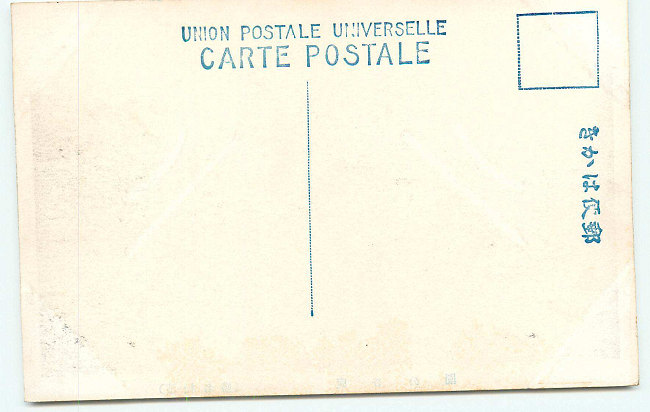 UNION POSTALE UNIVERSELLE
CARTE POSTALE
郵便はかき